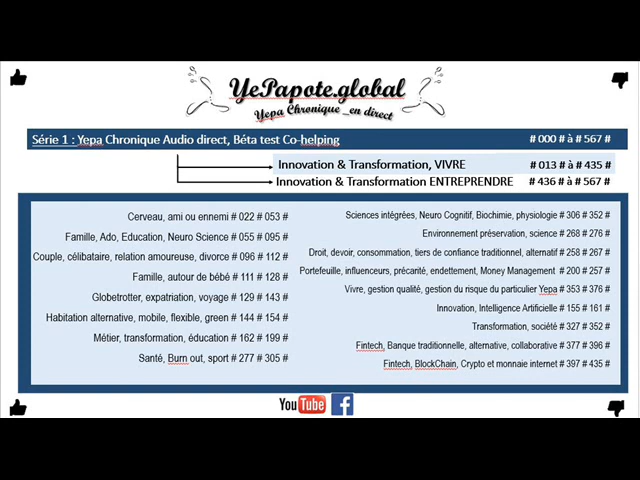 YePapote.global
Yepa Chronique _en direct
Série 1 : Yepa Chronique Audio direct, Béta test Co-helping # 000 # à # 567 #
Innovation & Transformation, VIVRE # 013 # à # 435 #
Innovation & Transformation ENTREPRENDRE # 436 # à # 567 #
Cerveau, ami ou ennemi # 022 # 053 #
Famille, Ado, Education, Neuro Science # 055 # 095 #
Couple, célibataire, relation amoureuse, divorce # 096 # 112 #
Famille, autour de bébé # 111 # 128 #
Globetrotter, expatriation, voyage # 129 # 143 #
Habitation alternative, mobile, flexible, green # 144 # 154 #
Métier, transformation, éducation # 162 # 199 #
Santé, Burn out, sport # 277 # 305 #
Sciences intégrées, Neuro Cognitif, Biochimie, physiologie # 306 # 352 #
Environnement préservation, science # 268 # 276 #
Droit, devoir, consommation, tiers de confiance traditionnel, alternatif # 258 # 267 #
Portefeuille, influenceurs, précarité, endettement, Money Management # 200 # 257 #
Vivre, gestion qualité, gestion du risque du particulier Yepa # 353 # 376 #
Innovation, Intelligence Artificielle # 155 # 161 #
Transformation, société # 327 # 352 #
Fintech, Banque traditionnelle, alternative, collaborative # 377 # 396 #
Fintech, BlockChain, Crypto et monnaie internet # 397 # 435 #
YouTube f